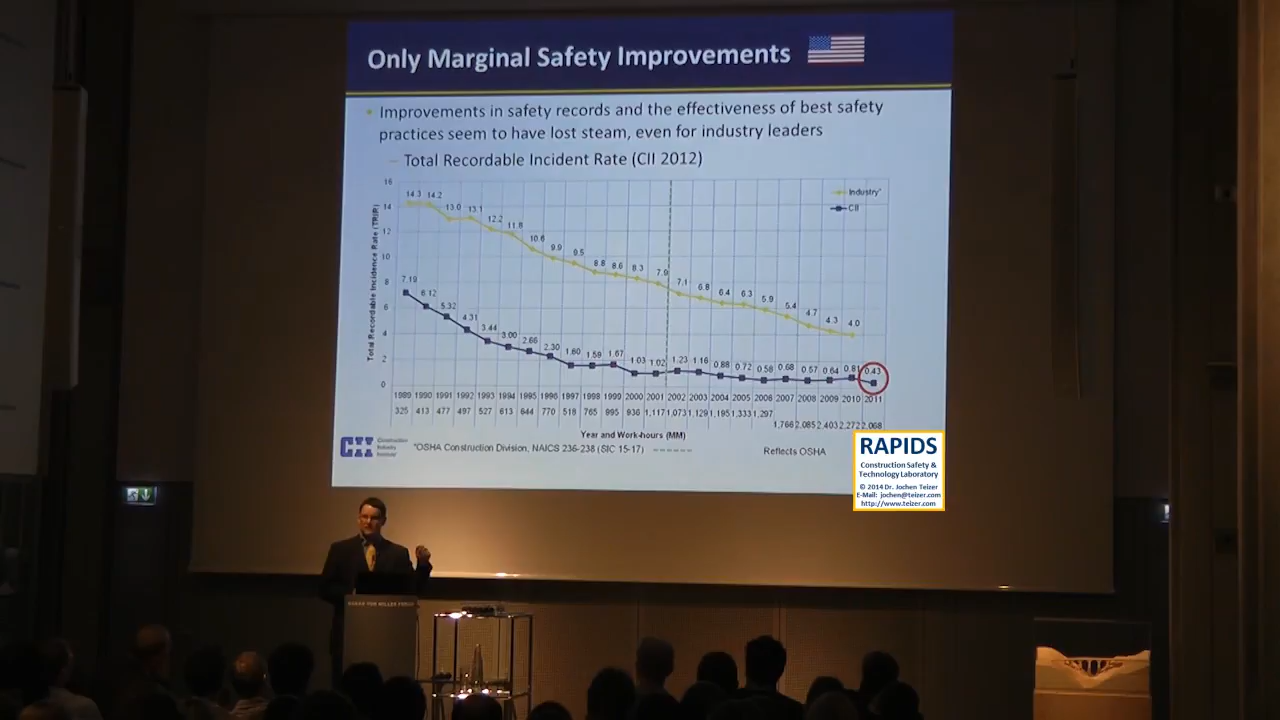 Only Marginal Safety Improvements
Improvements in safety records and the effectiveness of best safety
practices seem to have lost steam, even for industry leaders
Total Recordable Incident Rate (CII 2012)
Total Recordable Incidence Rate (TRIR)
16
14
12
10
8
6
4
2
0
Industry*
CII
14.3 14.2 13.0 13.1 12.2 11.8 10.6 9.9 9.5 8.8 8.6 8.3 7.9 7.1 6.8 6.4 6.3 5.9 5.4 4.7 4.3 4.0
7.19 6.12 5.32 4.31 3.44 3.00 2.66 2.30 1.60 1.59 1.67 1.03 1.02 1.23 1.16 0.88 0.72 0.58 0.68 0.57 0.64 0.81 0.43
1989 1990 1991 1992 1993 1994 1995 1996 1997 1998 1999 2000 2001 2002 2003 2004 2005 2006 2007 2008 2009 2010 2011
325 413 477 497 527 613 644 770 518 765 995 836 1,117 1,073 1,129 1,195 1,333 1,297
1,766 2,085 2,403 2,272 2,068
Year and Work-hours (MM)
CII
Construction
Industry
Institute
*OSHA Construction Division, NAICS 236-238 (SIC 15-17)
Reflects OSHA
RAPIDS
Construction Safety &
Technology Laboratory
© 2014 Dr. Jochen Teizer
E-Mail: jochen@teizer.com
http://www.teizer.com